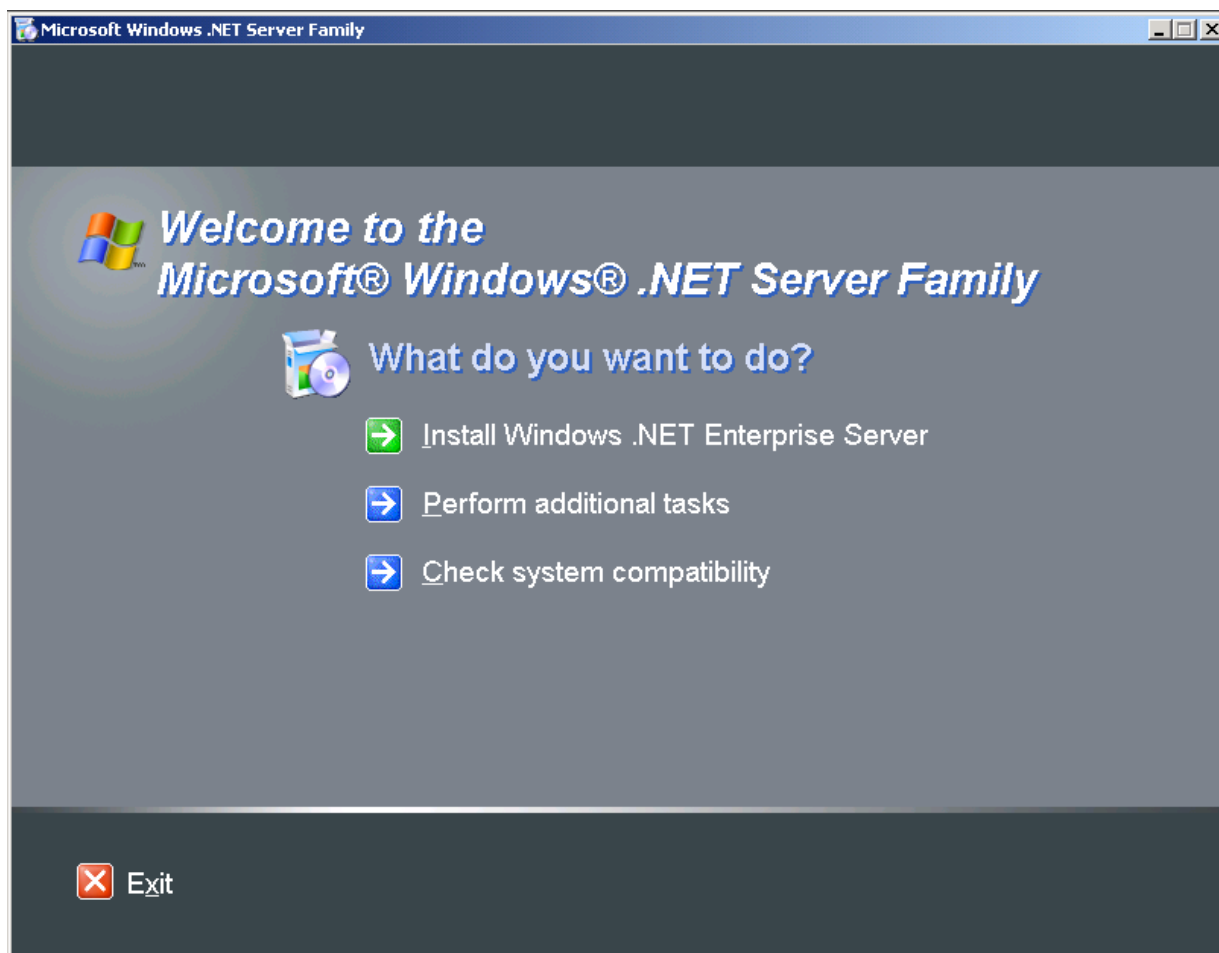 Microsoft Windows .NET Server Family
Welcome to the
Microsoft® Windows® .NET Server Family
What do you want to do?
Install Windows .NET Enterprise Server
Perform additional tasks
Check system compatibility
Exit